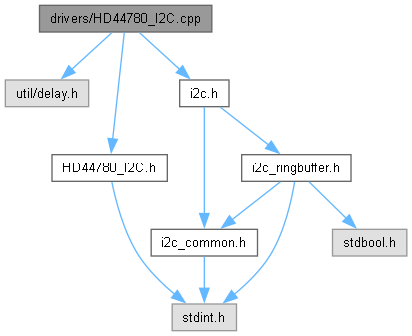 drivers/HD44780_I2C.cpp
util/delay.h
i2c.h
HD44780_I2C.h
i2c_ringbuffer.h
i2c_common.h
stdbool.h
stdint.h